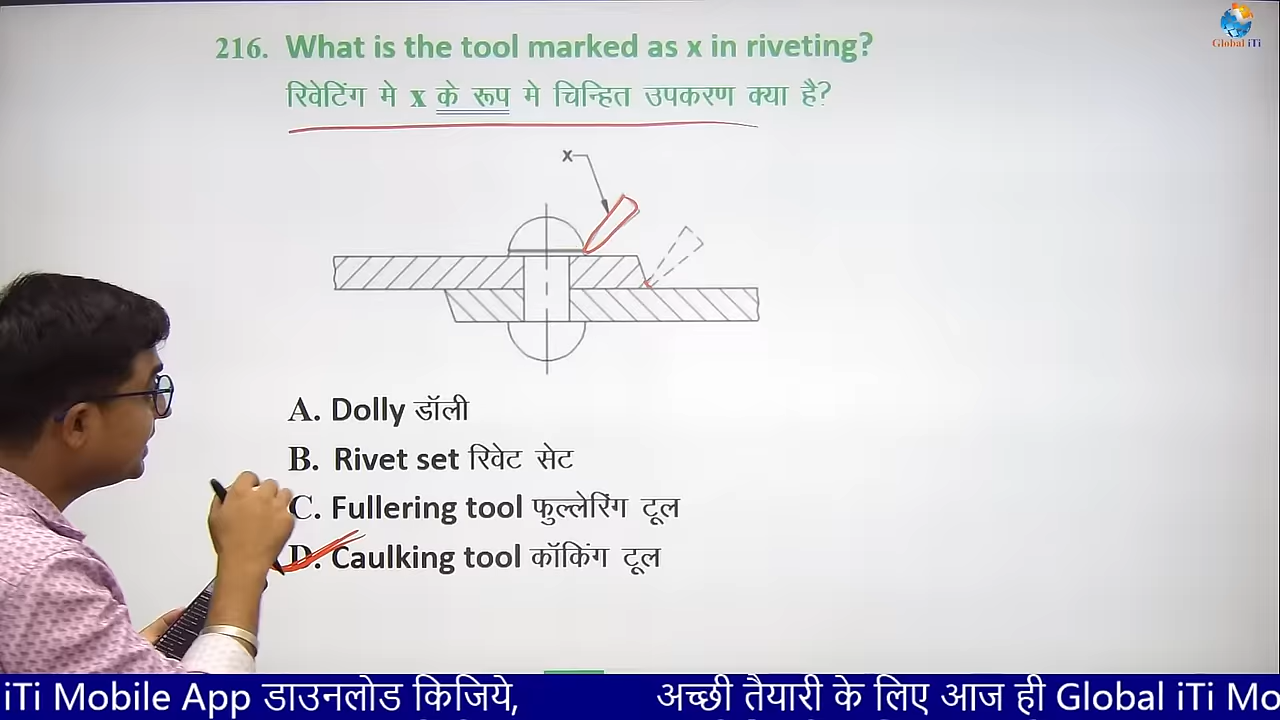 Global iTi
216. What is the tool marked as x in riveting?
रिवेटिंग मे x के रूप मे चिन्हित उपकरण क्या है?
x
A. Dolly डॉली
B. Rivet set रिवेट सेट
C. Fullering tool फुल्लेरिंग टूल
D. Caulking tool कॉकिंग टूल
iTi Mobile App डाउनलोड किजिये, अच्छी तैयारी के लिए आज ही Global iTi Mo